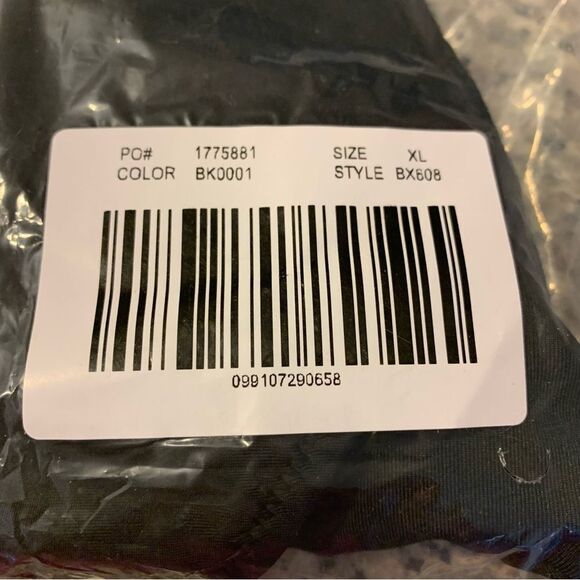 PO# 1775881 SIZE XL
COLOR BK0001 STYLE BX608
099107290658